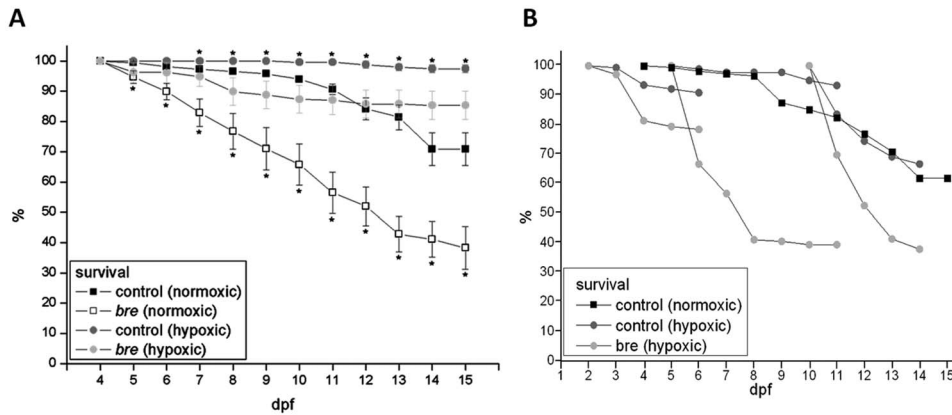 A
100
90
80
70
60
50
40
30
20
10
0
%
survival
control (normoxic)
bre (normoxic)
control (hypoxic)
bre (hypoxic)
4 5 6 7 8 9 10 11 12 13 14 15
dpf
B
100
90
80
70
60
50
40
30
20
10
0
%
survival
control (normoxic)
control (hypoxic)
bre (hypoxic)
1 2 3 4 5 6 7 8 9 10 11 12 13 14 15
dpf